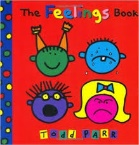 The Feelings Book
TODD PARR